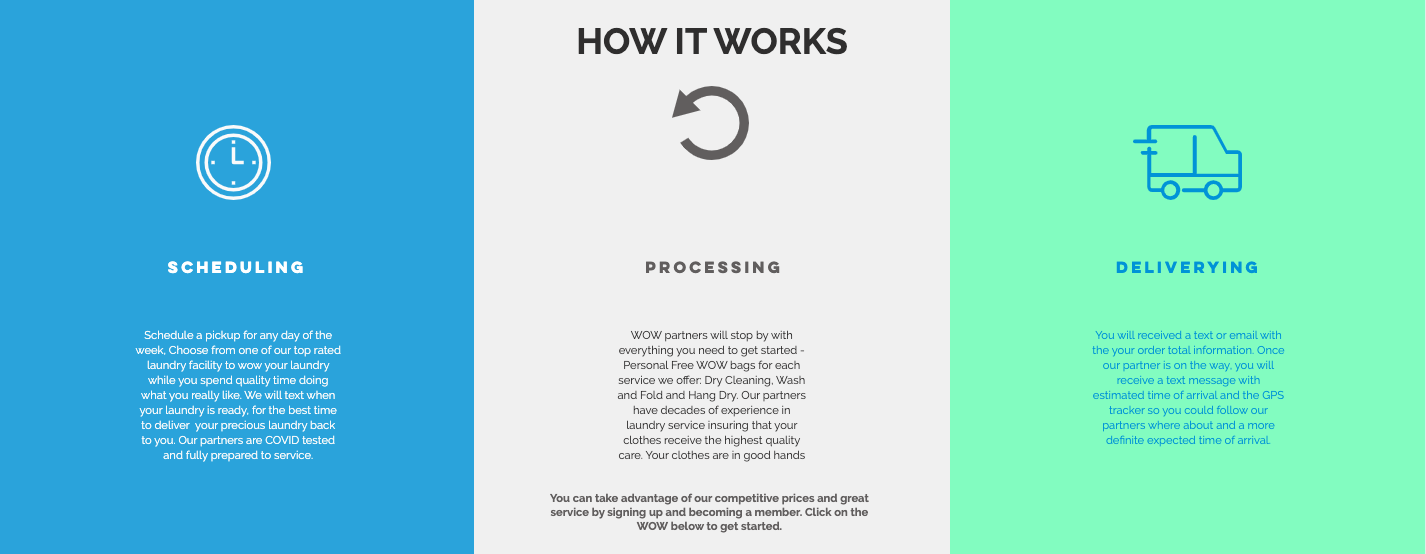 HOW IT WORKS
SCHEDULING
Schedule a pickup for any day of the
week, Choose from one of our top rated
laundry facility to wow your laundry
while you spend quality time doing
what you really like. We will text when
your laundry is ready, for the best time
to deliver  your precious laundry back
to you. Our partners are COVID tested
and fully prepared to service.
PROCESSING
WOW partners will stop by with
everything you need to get started -
Personal Free WOW bags for each
service we offer: Dry Cleaning, Wash
and Fold and Hang Dry. Our partners
have decades of experience in
laundry service insuring that your
clothes receive the highest quality
care. Your clothes are in good hands
You can take advantage of our competitive prices and great
service by signing up and becoming a member. Click on the
WOW below to get started.
DELIVERYING
You will received a text or email with
the your order total information. Once
our partner is on the way, you will
receive a text message with
estimated time of arrival and the GPS
tracker so you could follow our
partners where about and a more
definite expected time of arrival.